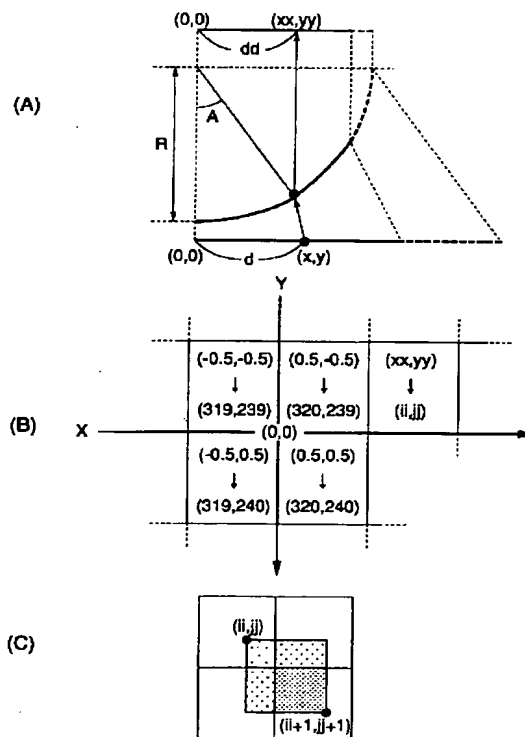 (0,0) (xx,yy)
dd
(A)
A
R
(0,0) d (x,y)
Y
(-0.5,-0.5) (0.5,-0.5) (xx,yy)
↓ ↓ ↓
(319,239) (320,239) (ii,jj)
(B) X (0,0)
(-0.5,0.5) (0.5,0.5)
↓ ↓
(319,240) (320,240)
(C)
(ii,jj)
(ii+1,jj+1)